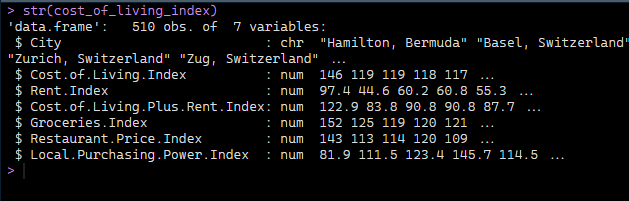 > str(cost_of_living_index)
'data.frame':   510 obs. of  7 variables:
 $ City                           : chr  "Hamilton, Bermuda" "Basel, Switzerland"
"Zurich, Switzerland" "Zug, Switzerland" ...
 $ Cost.of.Living.Index           : num  146 119 119 118 117 ...
 $ Rent.Index                     : num  97.4 44.6 60.2 60.8 55.3 ...
 $ Cost.of.Living.Plus.Rent.Index: num  122.9 83.8 90.8 90.8 87.7 ...
 $ Groceries.Index                : num  152 125 119 120 121 ...
 $ Restaurant.Price.Index         : num  143 113 114 120 109 ...
 $ Local.Purchasing.Power.Index   : num  81.9 111.5 123.4 145.7 114.5 ...
>